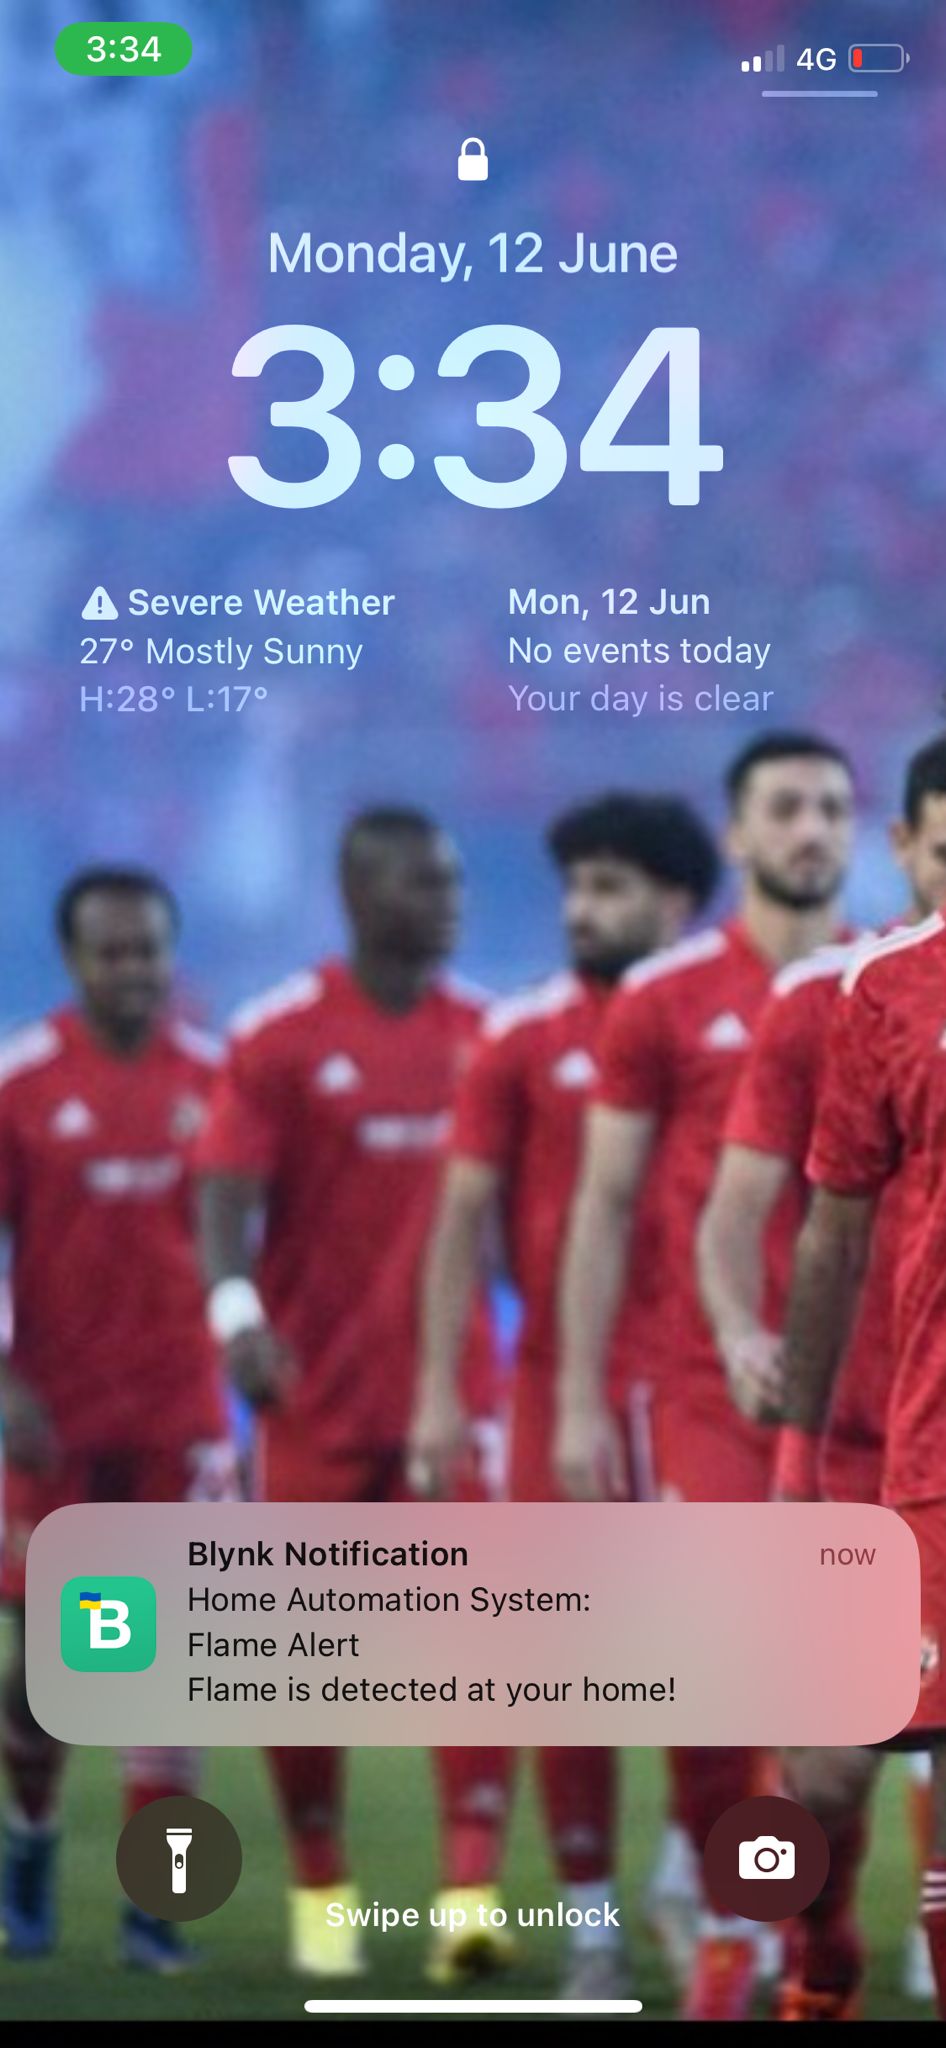 3:34
4G
Monday, 12 June
3:34
Severe Weather
27° Mostly Sunny
H:28° L:17°
Mon, 12 Jun
No events today
Your day is clear
Blynk Notification
now
B
Home Automation System:
Flame Alert
Flame is detected at your home!
Swipe up to unlock